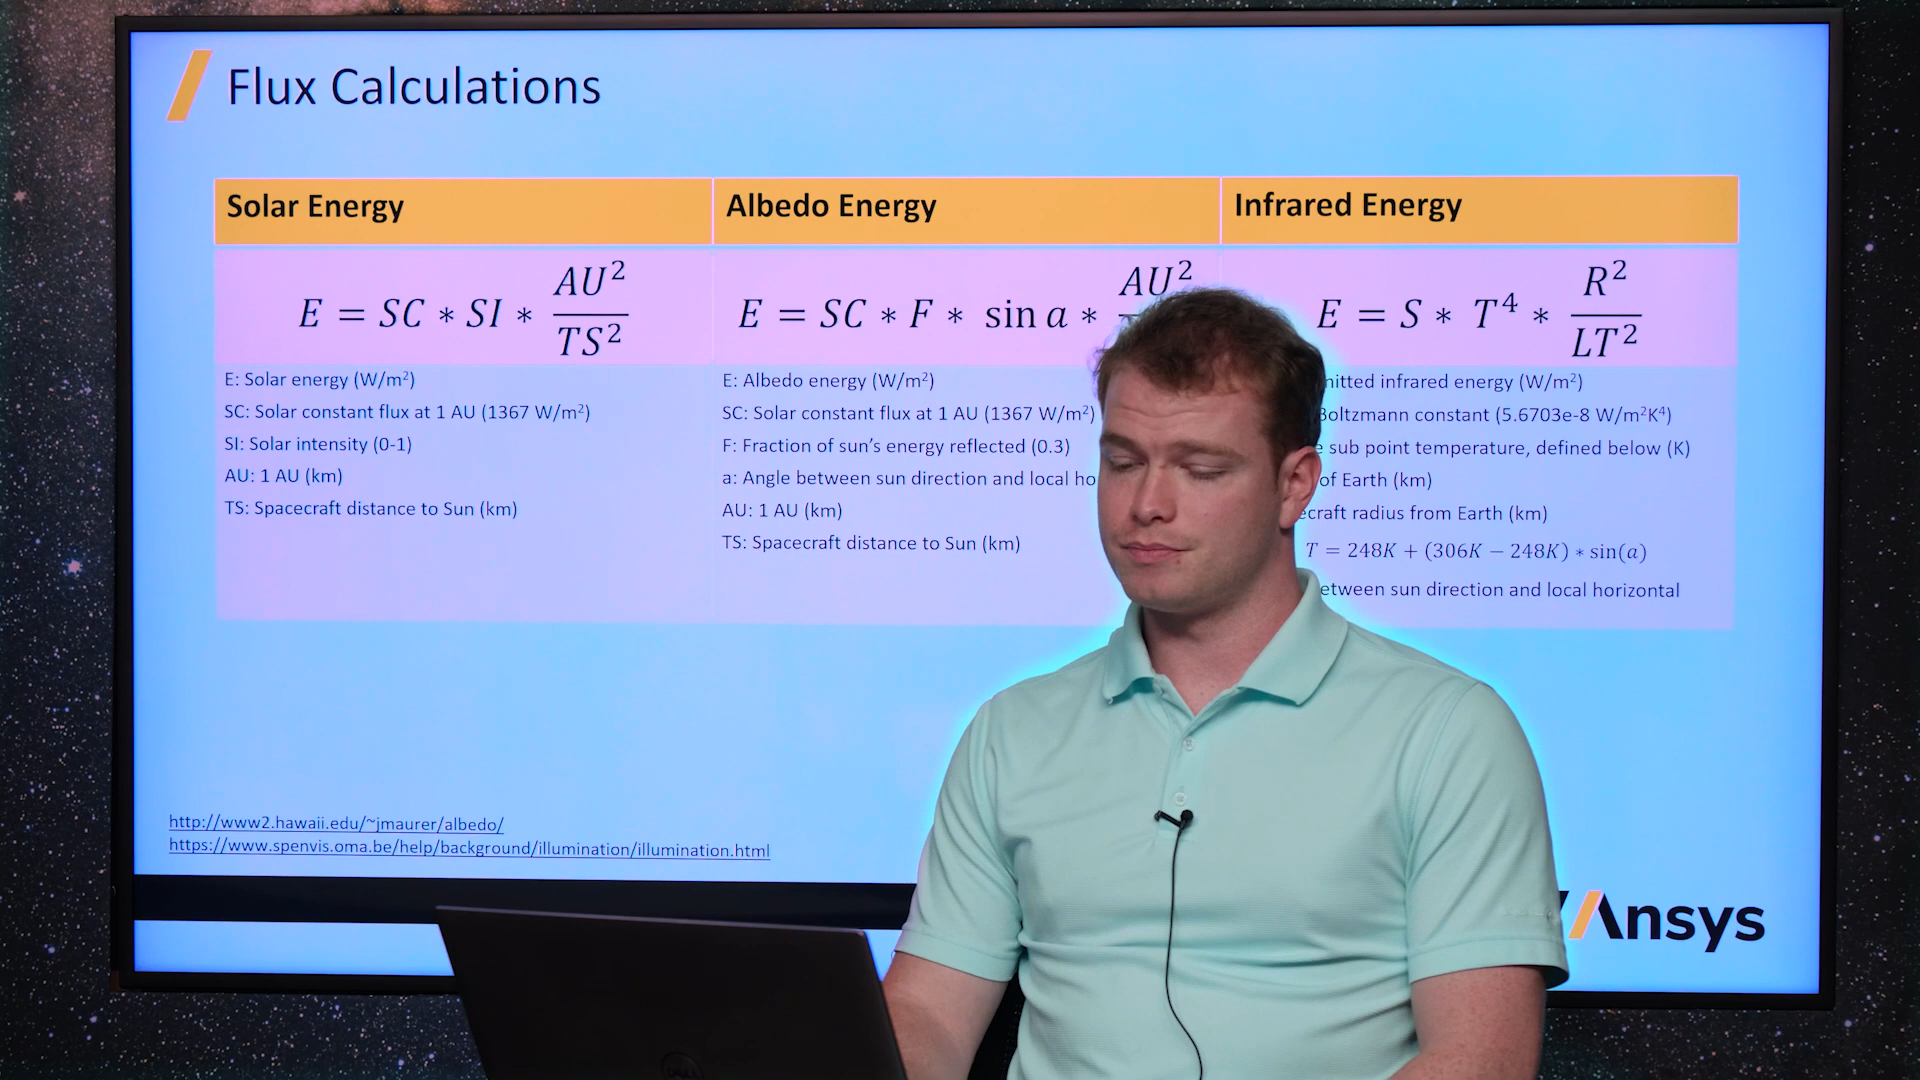 Flux Calculations
Solar Energy
Albedo Energy
Infrared Energy
E = SC ∗ SI ∗ AU²/TS²
E = SC ∗ F ∗ sin a ∗ AU²
E = S ∗ T⁴ ∗ R²/LT²
E: Solar energy (W/m²)
SC: Solar constant flux at 1 AU (1367 W/m²)
SI: Solar intensity (0-1)
AU: 1 AU (km)
TS: Spacecraft distance to Sun (km)
E: Albedo energy (W/m²)
SC: Solar constant flux at 1 AU (1367 W/m²)
F: Fraction of sun’s energy reflected (0.3)
a: Angle between sun direction and local
AU: 1 AU (km)
TS: Spacecraft distance to Sun (km)
infrared energy (W/m²)
Boltzmann constant (5.6703e-8 W/m²K⁴)
sub point temperature, defined below (K)
of Earth (km)
radius from Earth (km)
T = 248K + (306K − 248K) ∗ sin(a)
between sun direction and local horizontal
http://www2.hawaii.edu/~jmaurer/albedo/
https://www.spenvis.oma.be/help/background/illumination/illumination.html
Ansys
DELL